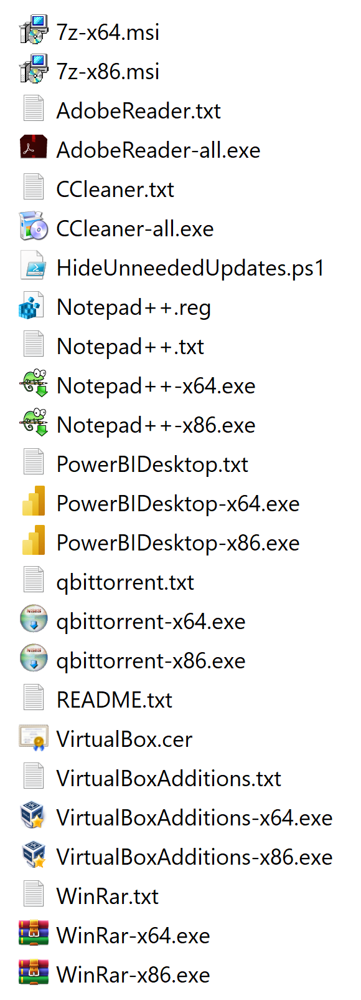 7z-x64.msi
7z-x86.msi
AdobeReader.txt
AdobeReader-all.exe
CCleaner.txt
CCleaner-all.exe
HideUnneededUpdates.ps1
Notepad++.reg
Notepad++.txt
Notepad++-x64.exe
Notepad++-x86.exe
PowerBIDesktop.txt
PowerBIDesktop-x64.exe
PowerBIDesktop-x86.exe
qbittorrent.txt
NSIS
qbittorrent-x64.exe
NSIS
qbittorrent-x86.exe
README.txt
VirtualBox.cer
VirtualBoxAdditions.txt
VirtualBoxAdditions-x64.exe
VirtualBoxAdditions-x86.exe
WinRar.txt
WinRar-x64.exe
WinRar-x86.exe